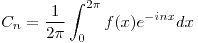 $C_n = \frac{1}{2\pi} \int_0^{2\pi} f(x) e^{-inx} dx$